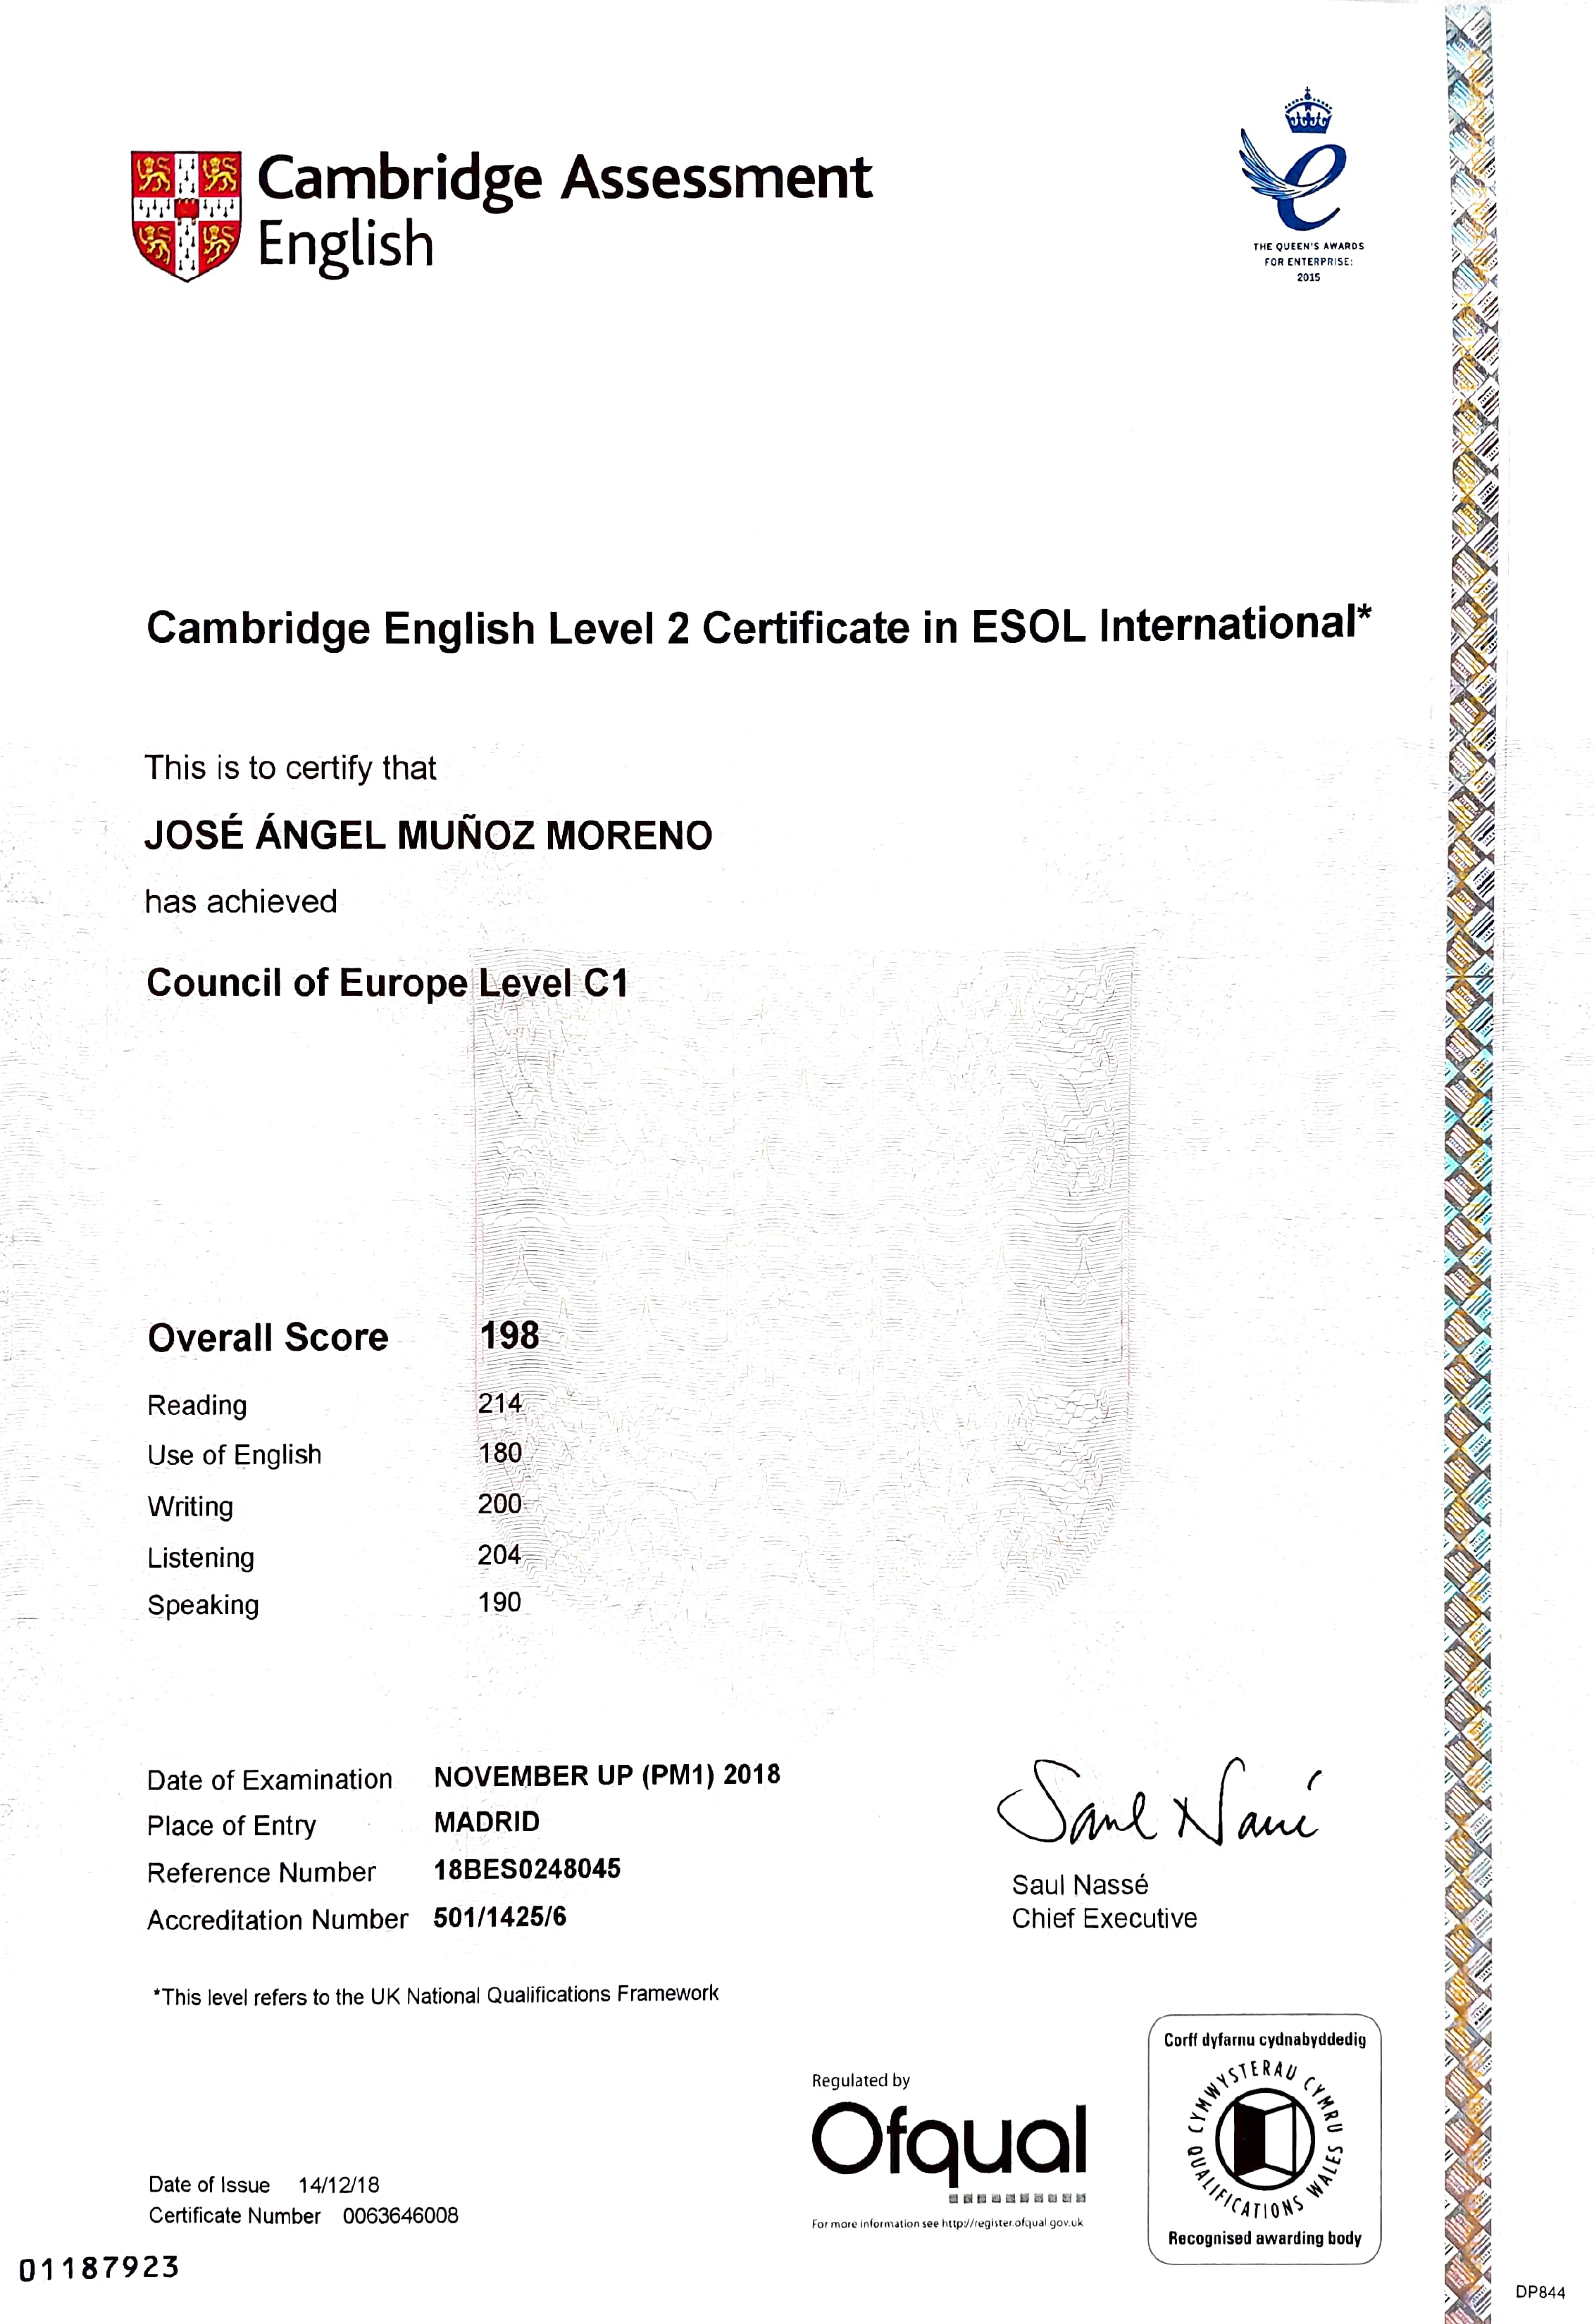 Cambridge Assessment
English
THE QUEEN'S AWARDS
FOR ENTERPRISE:
2015
Cambridge English Level 2 Certificate in ESOL International*
This is to certify that
JOSÉ ÁNGEL MUÑOZ MORENO
has achieved
Council of Europe Level C1
Overall Score 198
Reading 214
Use of English 180
Writing 200
Listening 204
Speaking 190
Date of Examination NOVEMBER UP (PM1) 2018
Place of Entry MADRID
Reference Number 18BES0248045
Accreditation Number 501/1425/6
Saul Nassé
Saul Nassé
Chief Executive
*This level refers to the UK National Qualifications Framework
Regulated by
Ofqual
For more information see http://register.ofqual.gov.uk
Corff dyfarnu cydnabyddedig
CYMWYSTERAU CYMRU
QUALIFICATIONS WALES
Recognised awarding body
Date of Issue 14/12/18
Certificate Number 0063646008
01187923
DP844